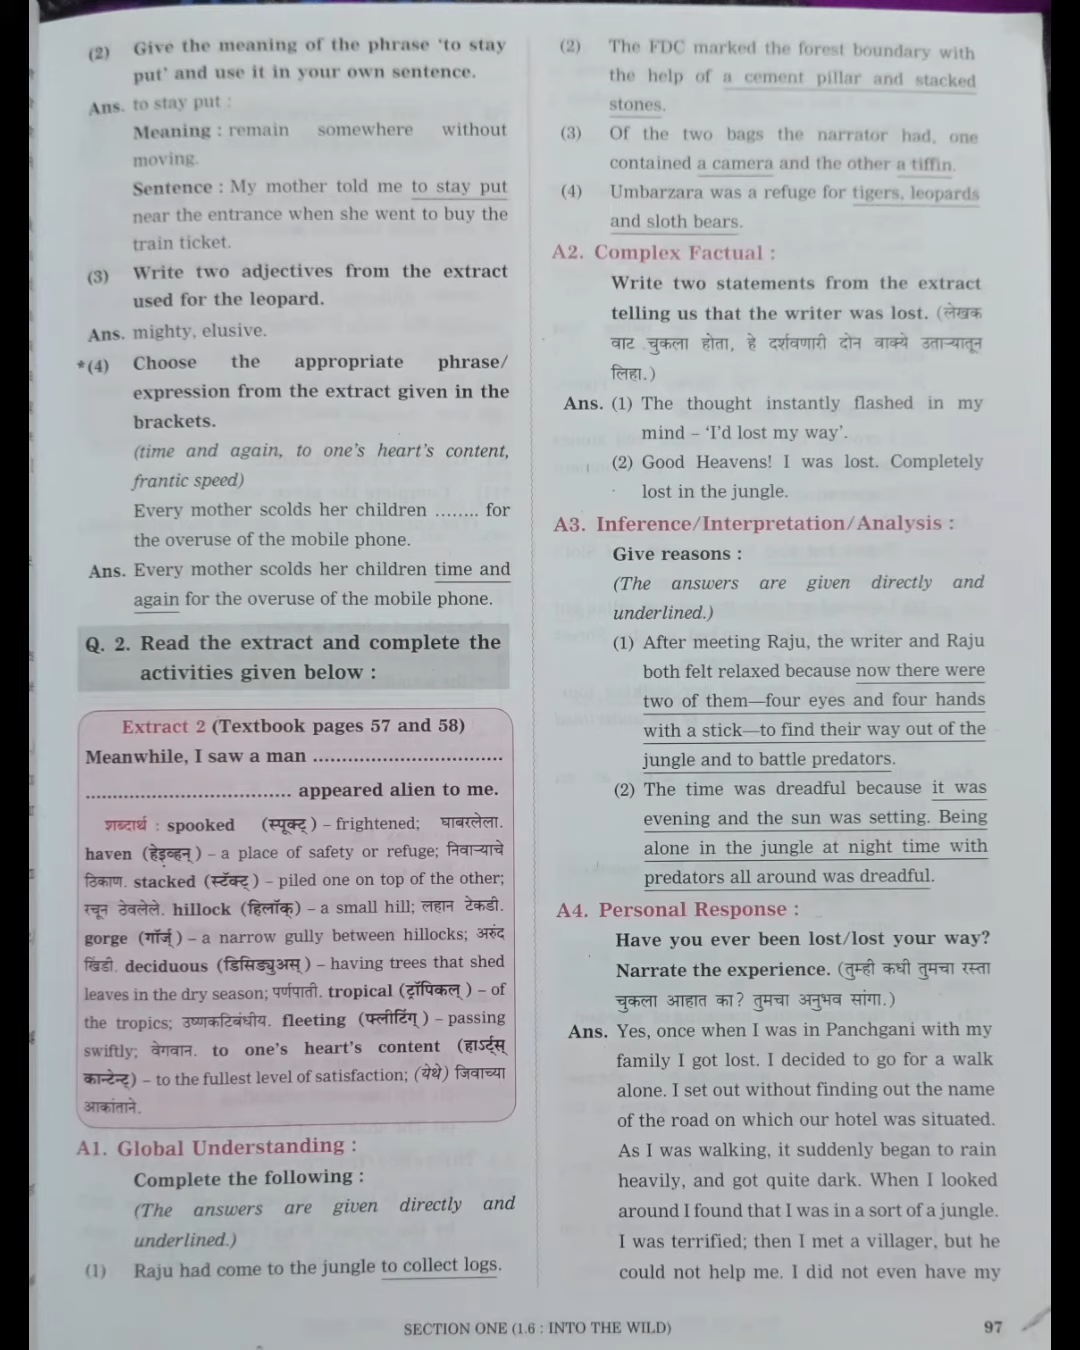 (2) Give the meaning of the phrase ‘to stay
put’ and use it in your own sentence.
Ans. to stay put :
Meaning : remain somewhere without
moving.
Sentence : My mother told me to stay put
near the entrance when she went to buy the
train ticket.
(3) Write two adjectives from the extract
used for the leopard.
Ans. mighty, elusive.
*(4) Choose the appropriate phrase/
expression from the extract given in the
brackets.
(time and again, to one’s heart’s content,
frantic speed)
Every mother scolds her children ........ for
the overuse of the mobile phone.
Ans. Every mother scolds her children time and
again for the overuse of the mobile phone.
Q. 2. Read the extract and complete the
activities given below :
Extract 2 (Textbook pages 57 and 58)
Meanwhile, I saw a man .................................
.................................... appeared alien to me.
शब्दार्थ : spooked (स्पूक्ट्) – frightened; घाबरलेला.
haven (हेइव्हन्) – a place of safety or refuge; निवाऱ्याचे
ठिकाण. stacked (स्टॅक्ट्) – piled one on top of the other;
रचून ठेवलेले. hillock (हिलॉक्) – a small hill; लहान टेकडी.
gorge (गॉर्ज्) – a narrow gully between hillocks; अरुंद
खिंडी. deciduous (डिसिड्युअस्) – having trees that shed
leaves in the dry season; पर्णपाती. tropical (ट्रॉपिकल्) – of
the tropics; उष्णकटिबंधीय. fleeting (फ्लीटिंग्) – passing
swiftly; वेगवान. to one’s heart’s content (हाऽर्ट्स्
कान्टेन्ट्) – to the fullest level of satisfaction; (येथे) जिवाच्या
आकांताने.
A1. Global Understanding :
Complete the following :
(The answers are given directly and
underlined.)
(1) Raju had come to the jungle to collect logs.
(2) The FDC marked the forest boundary with
the help of a cement pillar and stacked
stones.
(3) Of the two bags the narrator had, one
contained a camera and the other a tiffin.
(4) Umbarzara was a refuge for tigers, leopards
and sloth bears.
A2. Complex Factual :
Write two statements from the extract
telling us that the writer was lost. (लेखक
वाट चुकला होता, हे दर्शवणारी दोन वाक्ये उताऱ्यातून
लिहा.)
Ans. (1) The thought instantly flashed in my
mind – ‘I’d lost my way’.
(2) Good Heavens! I was lost. Completely
lost in the jungle.
A3. Inference/Interpretation/Analysis :
Give reasons :
(The answers are given directly and
underlined.)
(1) After meeting Raju, the writer and Raju
both felt relaxed because now there were
two of them—four eyes and four hands
with a stick—to find their way out of the
jungle and to battle predators.
(2) The time was dreadful because it was
evening and the sun was setting. Being
alone in the jungle at night time with
predators all around was dreadful.
A4. Personal Response :
Have you ever been lost/lost your way?
Narrate the experience. (तुम्ही कधी तुमचा रस्ता
चुकला आहात का? तुमचा अनुभव सांगा.)
Ans. Yes, once when I was in Panchgani with my
family I got lost. I decided to go for a walk
alone. I set out without finding out the name
of the road on which our hotel was situated.
As I was walking, it suddenly began to rain
heavily, and got quite dark. When I looked
around I found that I was in a sort of a jungle.
I was terrified; then I met a villager, but he
could not help me. I did not even have my
SECTION ONE (1.6 : INTO THE WILD)
97